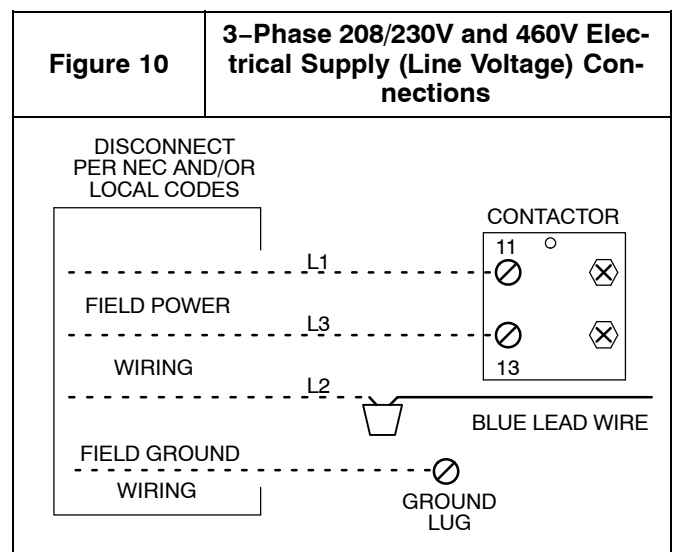 Figure 10
3–Phase 208/230V and 460V Elec-
trical Supply (Line Voltage) Con-
nections
DISCONNECT
PER NEC AND/OR
LOCAL CODES
CONTACTOR
11
L1
FIELD POWER
L3
13
WIRING
L2
BLUE LEAD WIRE
FIELD GROUND
WIRING
GROUND
LUG